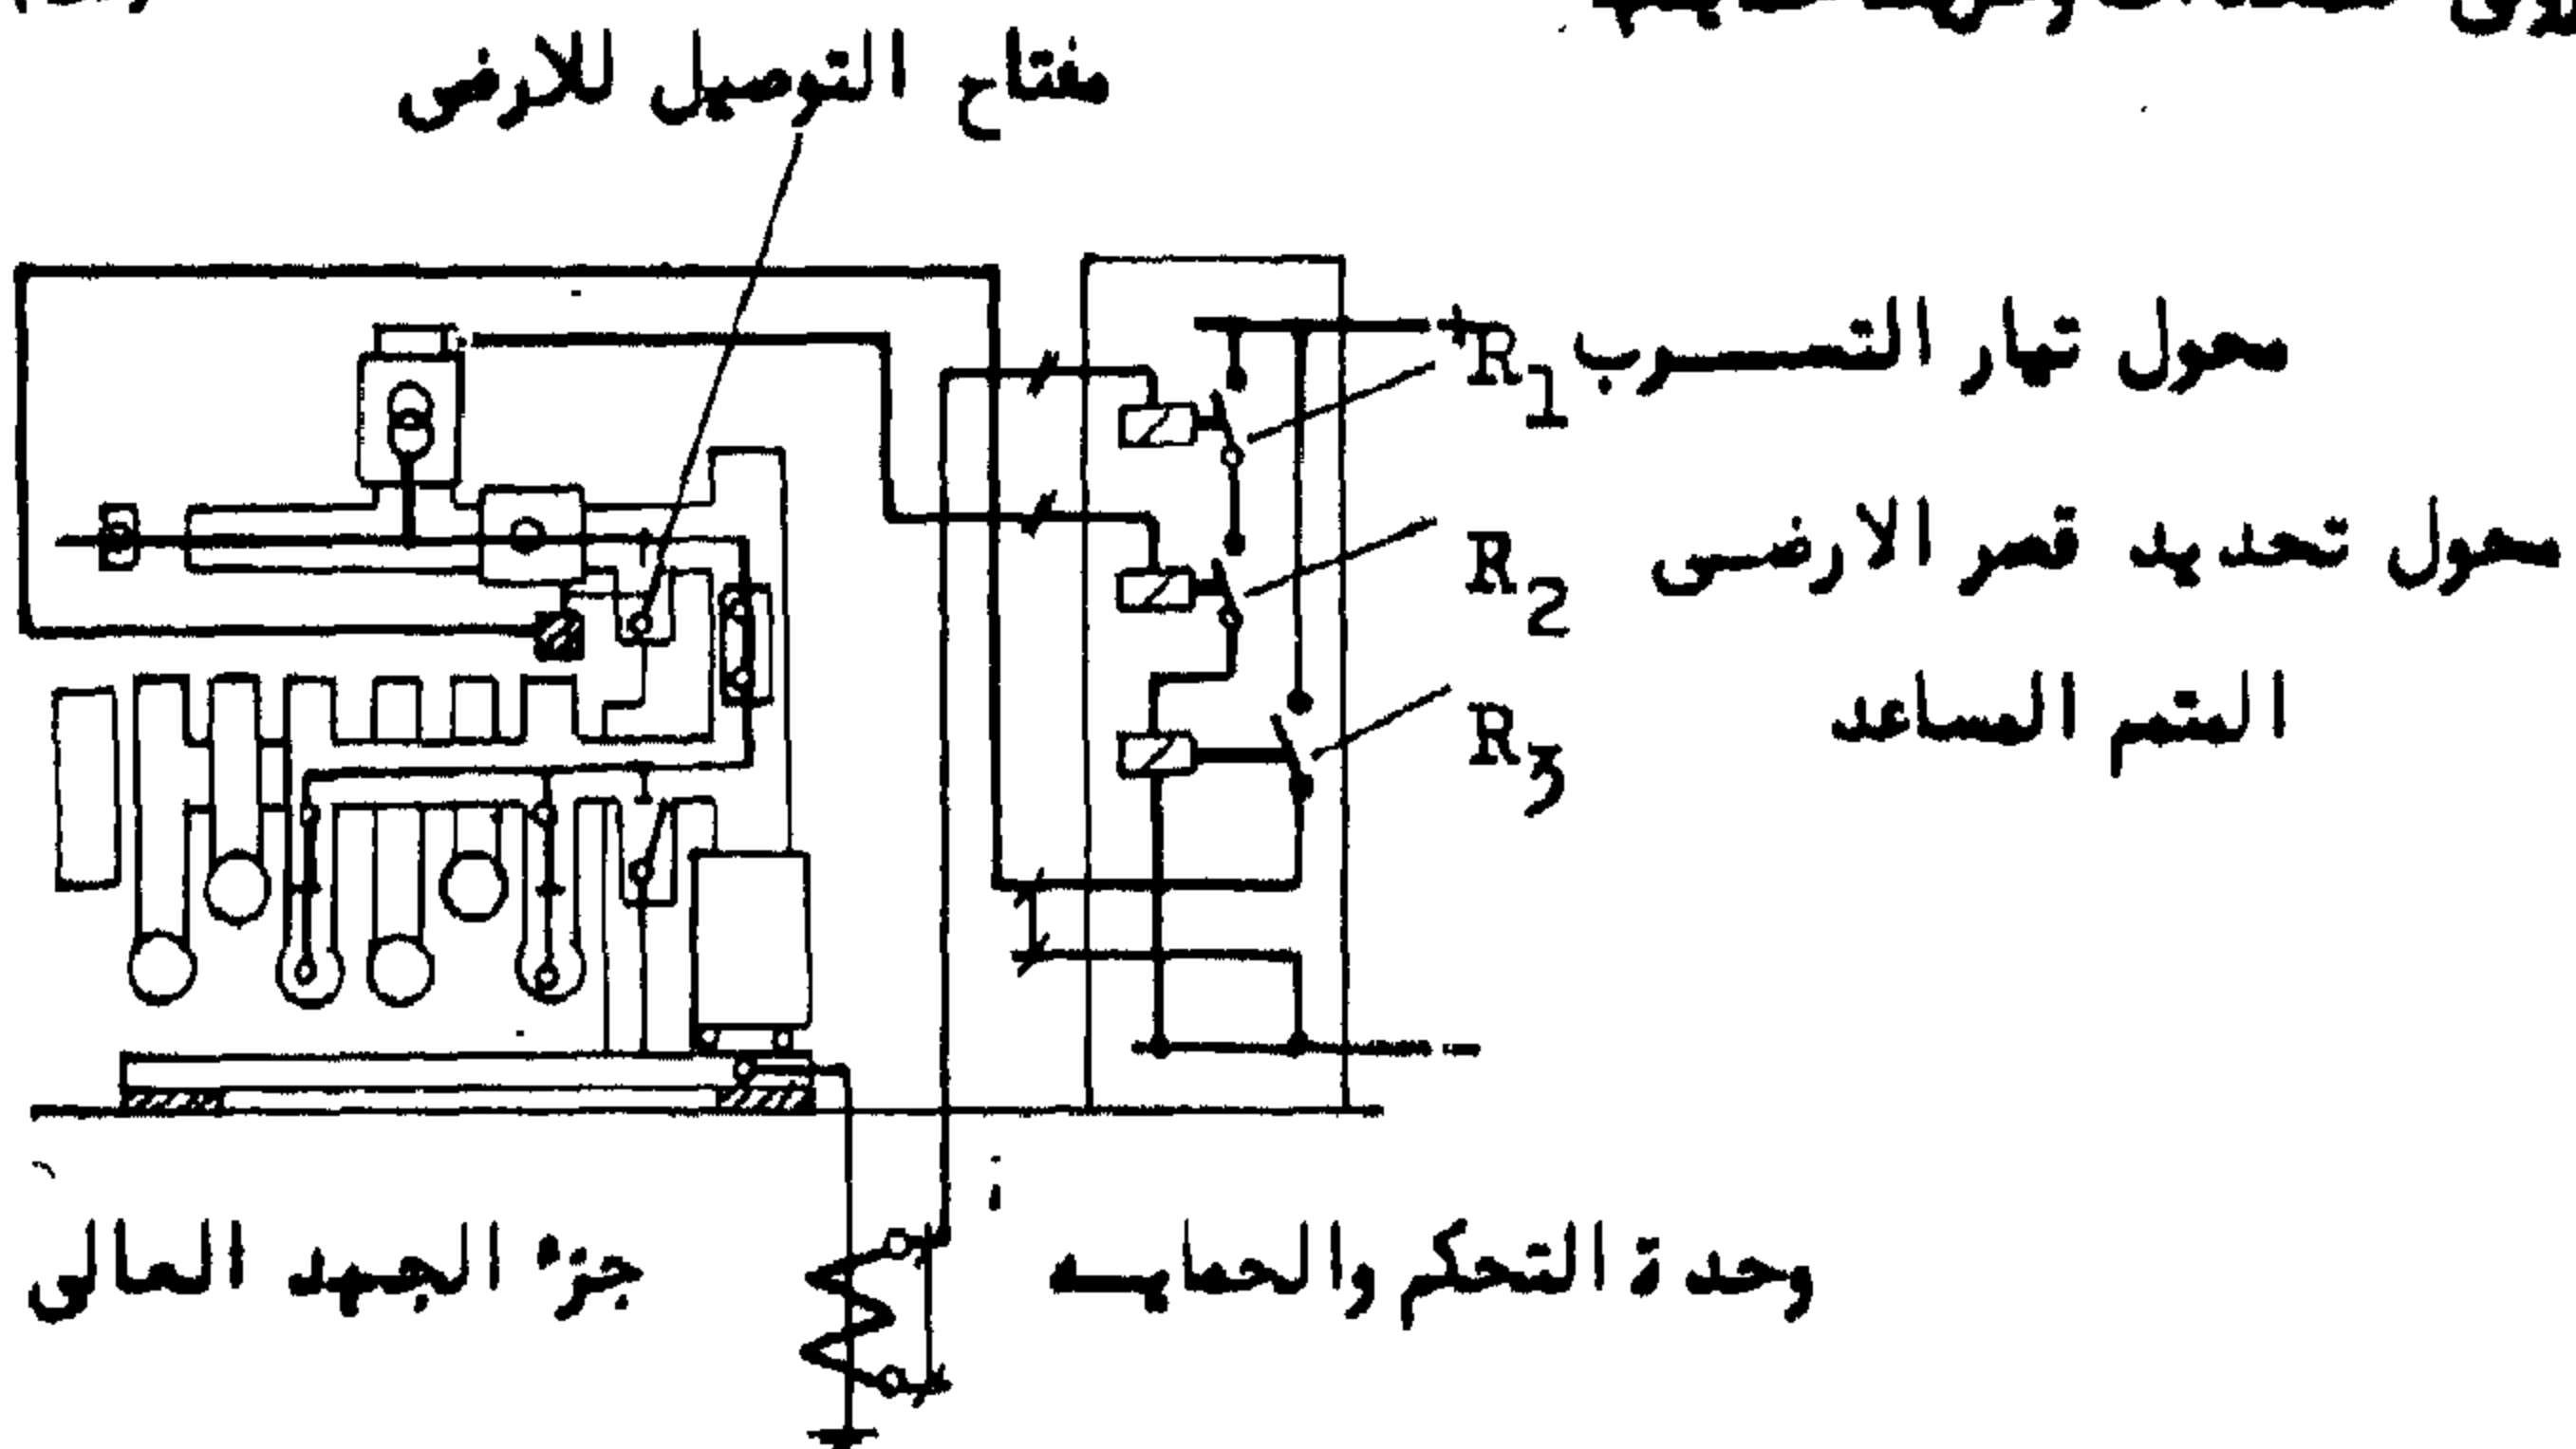 مفتاح التوصيل للارض
+
R1 محول تيار التسرب
R2 محول تحديد قصر الارضى
R3 المتمم المساعد
-
جزء الجهد العالى
وحدة التحكم والحمايه